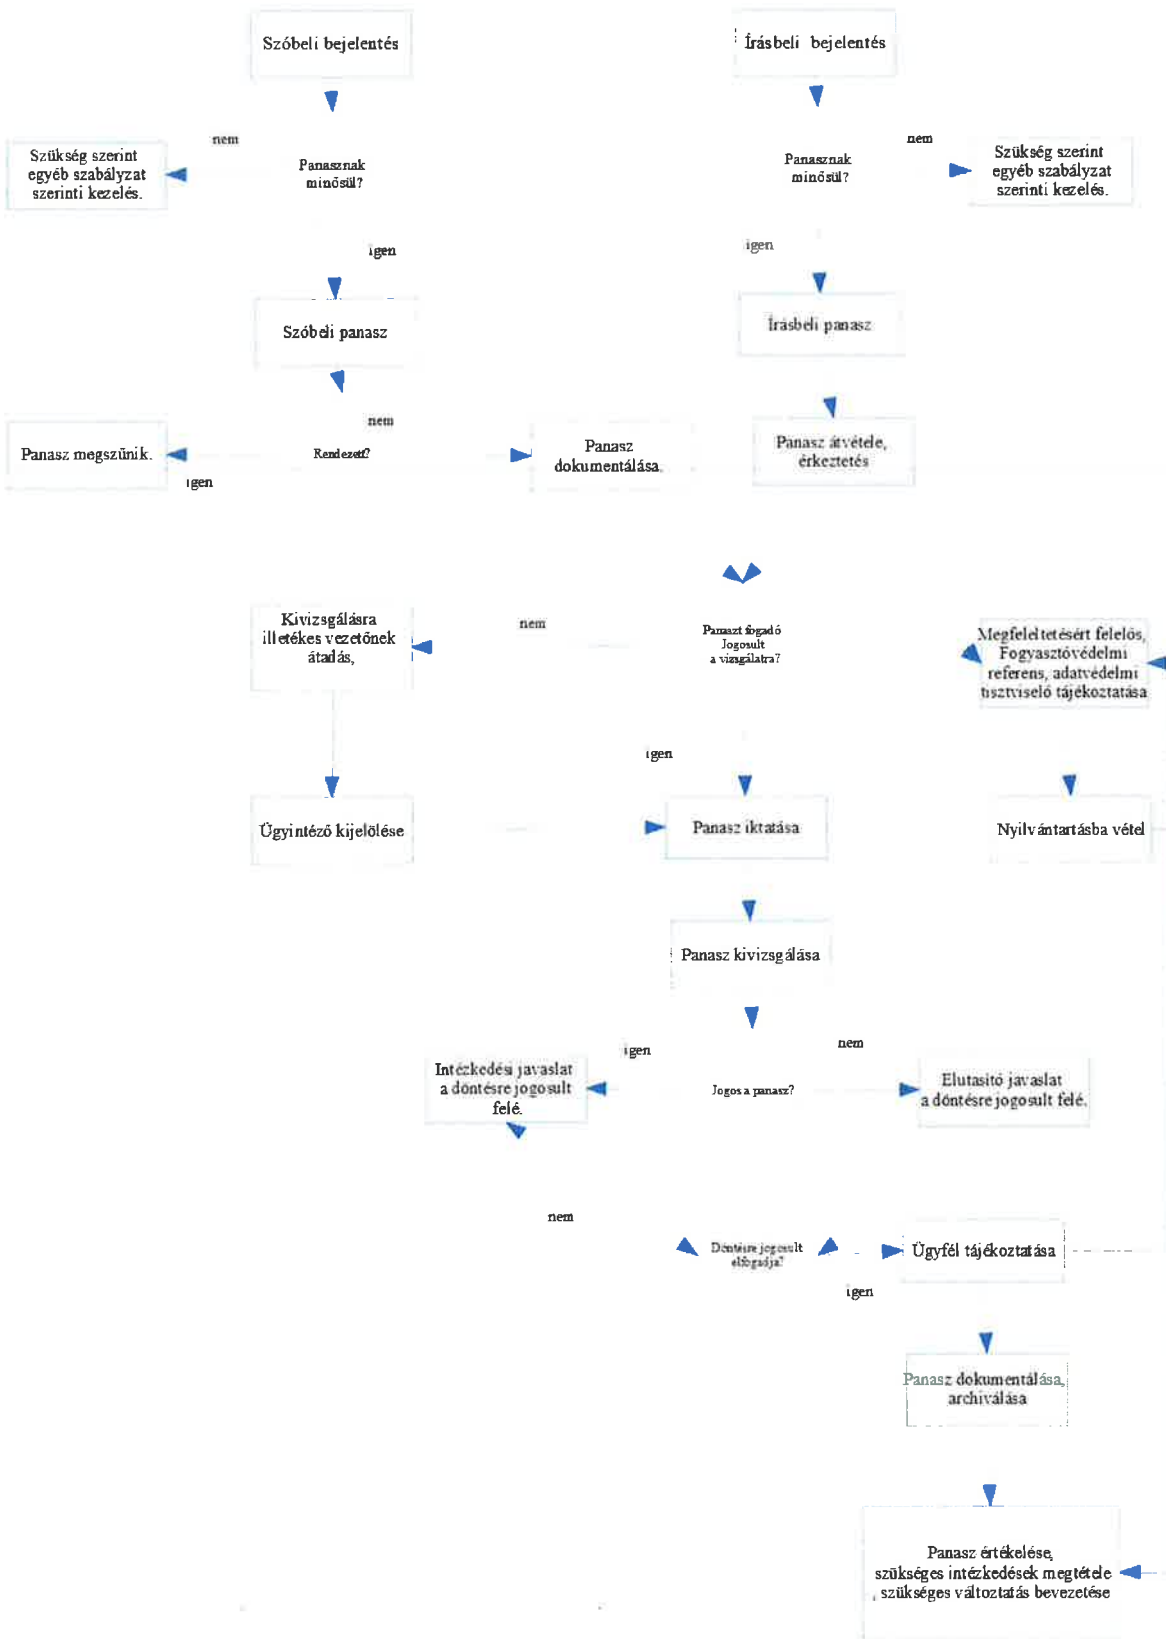 Szóbeli bejelentés
Írásbeli bejelentés
nem
Szükség szerint
egyéb szabályzat
szerinti kezelés.
Panasznak
minősül?
Panasznak
minősül?
nem
Szükség szerint
egyéb szabályzat
szerinti kezelés.
igen
igen
Szóbeli panasz
Írásbeli panasz
nem
Panasz megszűnik.
Rendezett?
igen
Panasz
dokumentálása.
Panasz átvétele,
érkeztetés
Kivizsgálásra
illetékes vezetőnek
átadás,
nem
Panaszt fogadó
Jogosult
a vizsgálatra?
Megfeleltetésért felelős,
Fogyasztóvédelmi
referens, adatvédelmi
tisztviselő tájékoztatása
igen
Ügyintéző kijelölése
Panasz iktatása
Nyilvántartásba vétel
Panasz kivizsgálása
igen
nem
Intézkedési javaslat
a döntésre jogosult
felé.
Jogos a panasz?
Elutasító javaslat
a döntésre jogosult felé.
nem
Döntésre jogosult
elfogadja?
Ügyfél tájékoztatása
igen
Panasz dokumentálása,
archiválása
Panasz értékelése,
szükséges intézkedések megtétele
, szükséges változtatás bevezetése